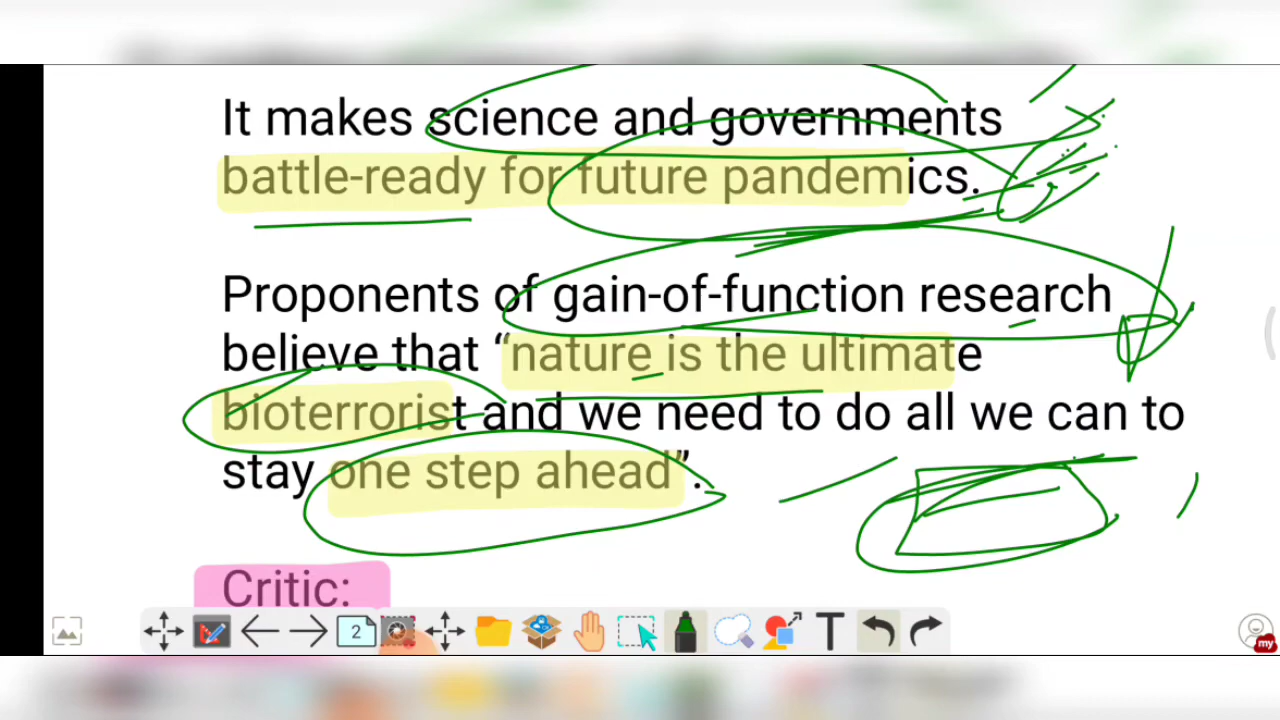 It makes science and governments
battle-ready for future pandemics.
Proponents of gain-of-function research
believe that “nature is the ultimate
bioterrorist and we need to do all we can to
stay one step ahead”.
Critic:
2
T
my